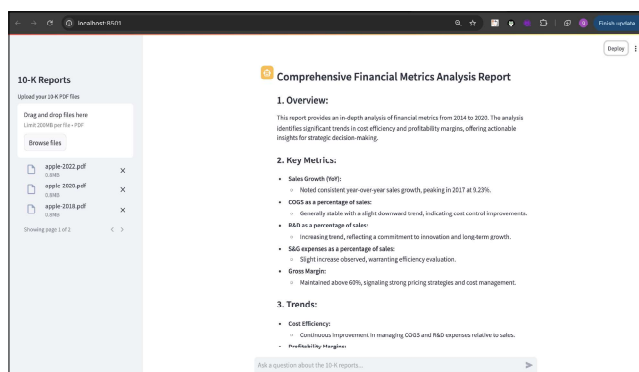 localhost:8501
Finish update
Deploy
10-K Reports
Upload your 10-K PDF files
Drag and drop files here
Limit 200MB per file • PDF
Browse files
apple-2022.pdf
0.8MB
apple-2020.pdf
0.8MB
apple-2018.pdf
0.8MB
Showing page 1 of 2
Comprehensive Financial Metrics Analysis Report
1. Overview:
This report provides an in-depth analysis of financial metrics from 2014 to 2020. The analysis
identifies significant trends in cost efficiency and profitability margins, offering actionable
insights for strategic decision-making.
2. Key Metrics:
• Sales Growth (YoY):
◦ Noted consistent year-over-year sales growth, peaking in 2017 at 9.23%.
• COGS as a percentage of sales:
◦ Generally stable with a slight downward trend, indicating cost control improvements.
• R&D as a percentage of sales:
◦ Increasing trend, reflecting a commitment to innovation and long-term growth.
• S&G expenses as a percentage of sales:
◦ Slight increase observed, warranting efficiency evaluation.
• Gross Margin:
◦ Maintained above 60%, signaling strong pricing strategies and cost management.
3. Trends:
• Cost Efficiency:
◦ Continuous improvement in managing COGS and R&D expenses relative to sales.
• Profitability Margins:
Ask a question about the 10-K reports...